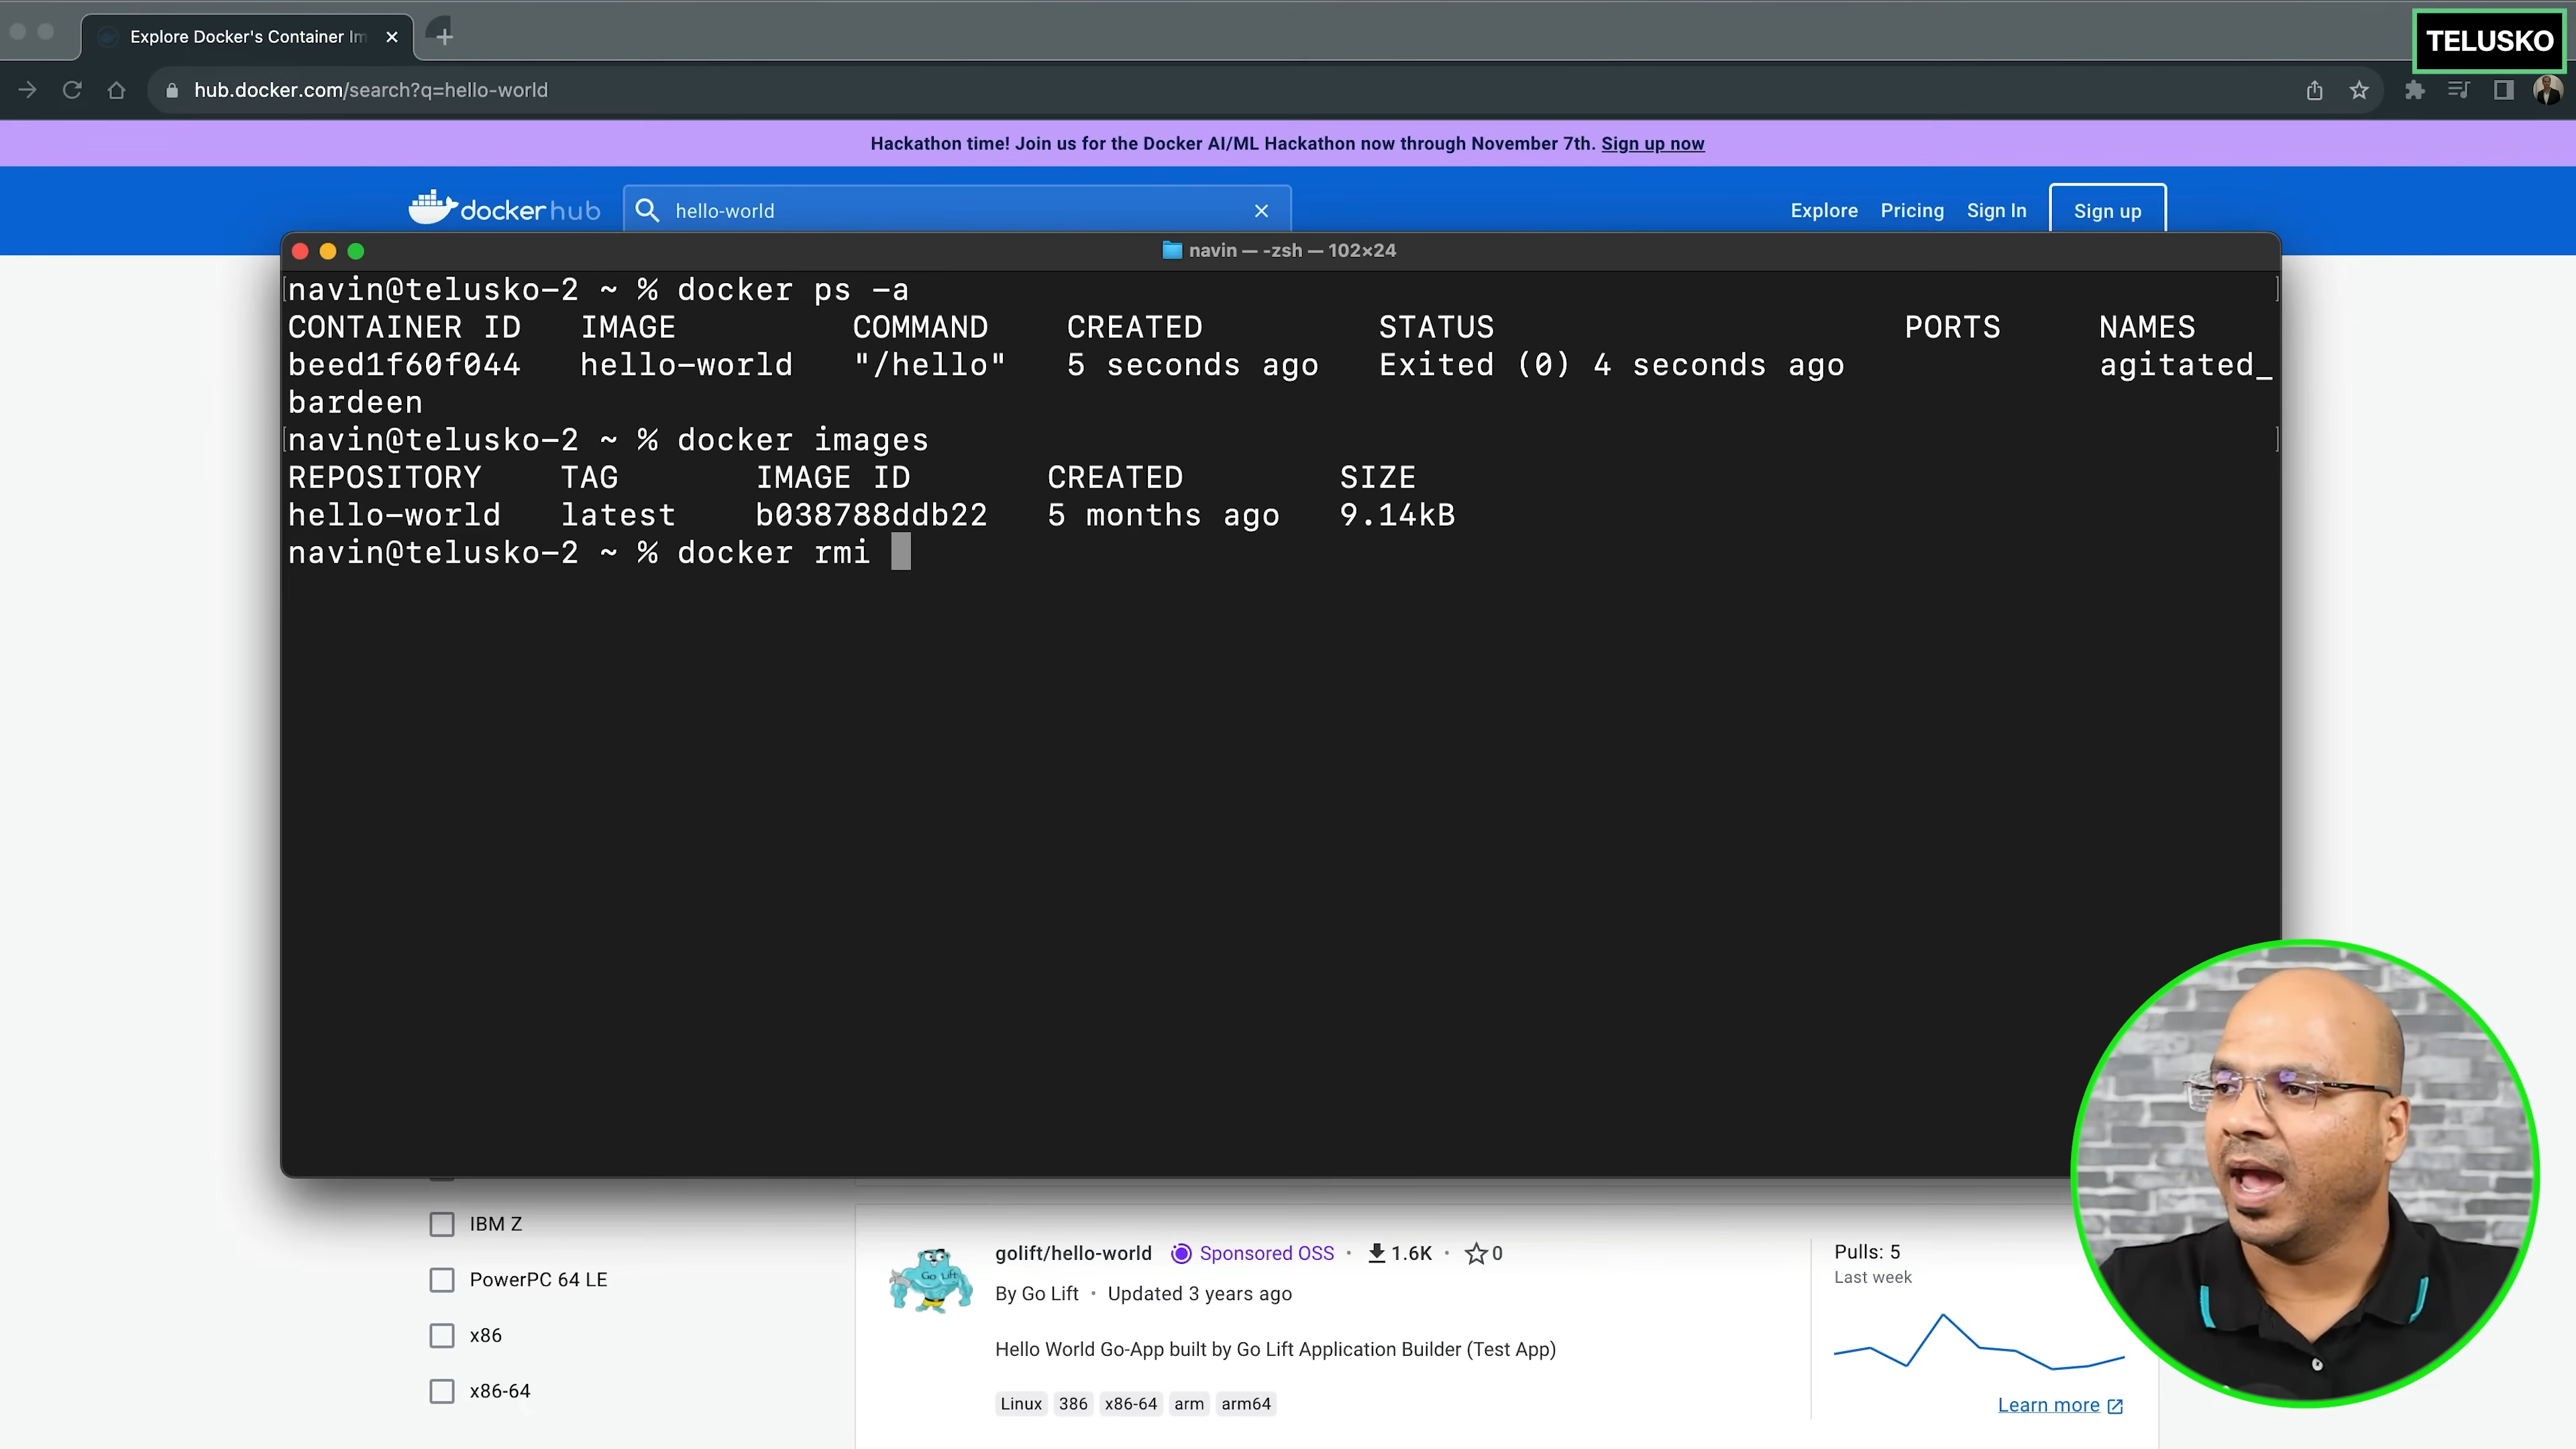 Explore Docker's Container Im
TELUSKO
hub.docker.com/search?q=hello-world
Hackathon time! Join us for the Docker AI/ML Hackathon now through November 7th. Sign up now
docker hub
hello-world
Explore Pricing Sign In Sign up
navin — -zsh — 102×24
navin@telusko-2 ~ % docker ps -a
CONTAINER ID IMAGE COMMAND CREATED STATUS PORTS NAMES
beed1f60f044 hello-world "/hello" 5 seconds ago Exited (0) 4 seconds ago agitated_
bardeen
navin@telusko-2 ~ % docker images
REPOSITORY TAG IMAGE ID CREATED SIZE
hello-world latest b038788ddb22 5 months ago 9.14kB
navin@telusko-2 ~ % docker rmi
IBM Z
PowerPC 64 LE
x86
x86-64
golift/hello-world Sponsored OSS · 1.6K · 0
By Go Lift · Updated 3 years ago
Hello World Go-App built by Go Lift Application Builder (Test App)
Linux 386 x86-64 arm arm64
Go Lift
Pulls: 5
Last week
Learn more